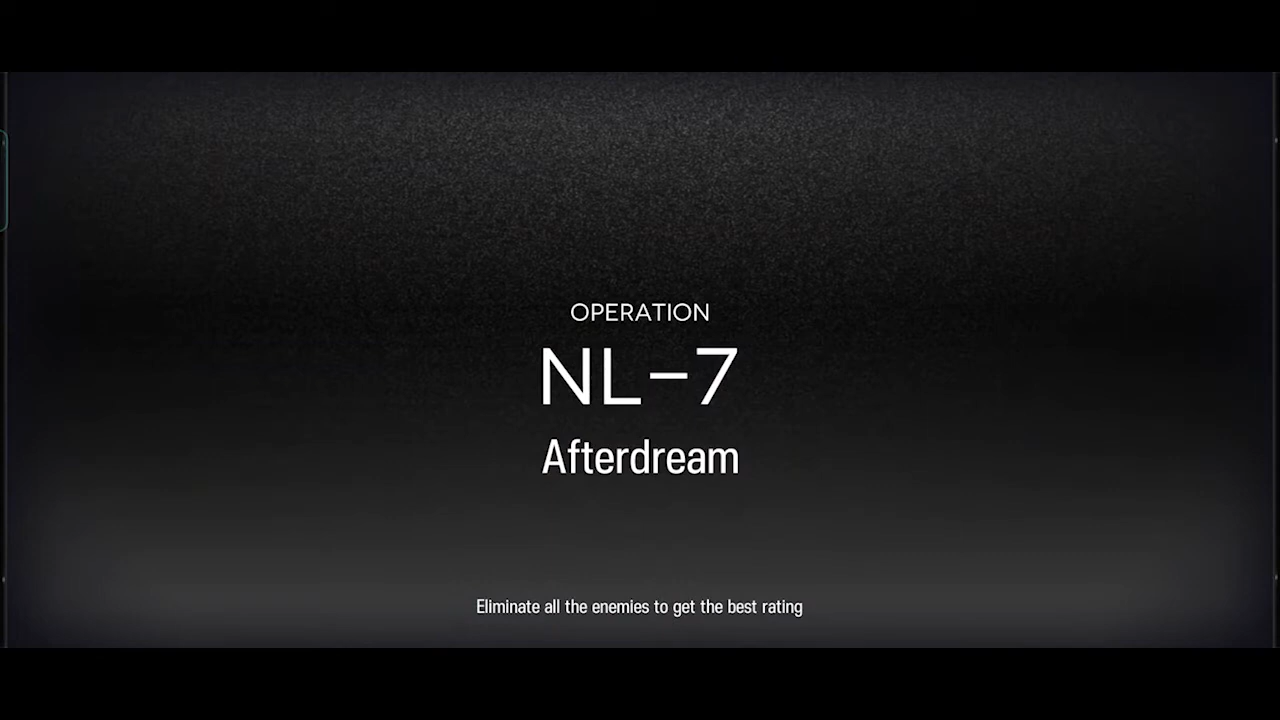 OPERATION
NL-7
Afterdream
Eliminate all the enemies to get the best rating